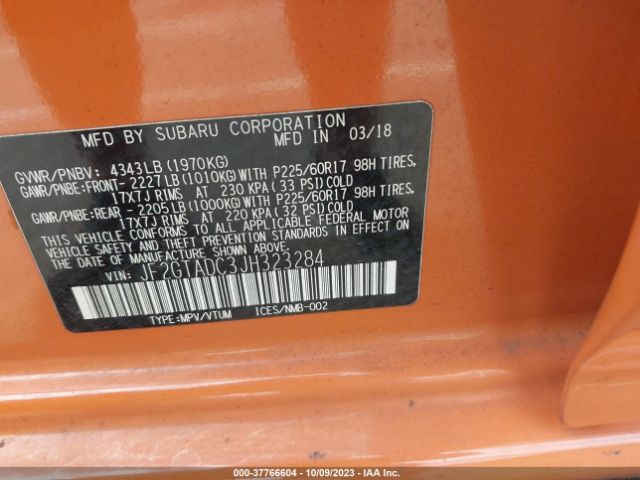 MFD BY SUBARU CORPORATION
MFD IN 03/18
GVWR/PNBV: 4343LB(1970KG)
GAWR/PNBE:FRONT- 2227LB(1010KG)WITH P225/60R17 98H TIRES,
17X7J RIMS AT 230 KPA(33 PSI)COLD
GAWR/PNBE:REAR - 2205LB(1000KG)WITH P225/60R17 98H TIRES,
17X7J RIMS AT 220 KPA(32 PSI)COLD
THIS VEHICLE CONFORMS TO ALL APPLICABLE FEDERAL MOTOR
VEHICLE SAFETY, BUMPER, AND THEFT PREVENTION STANDARDS
IN EFFECT ON THE DATE OF MANUFACTURE SHOWN ABOVE.
VIN: JF2GTADC3JH323284
TYPE:MPV/VTUM ICES/NMB-002
000-37766604 - 10/09/2023 - IAA Inc.